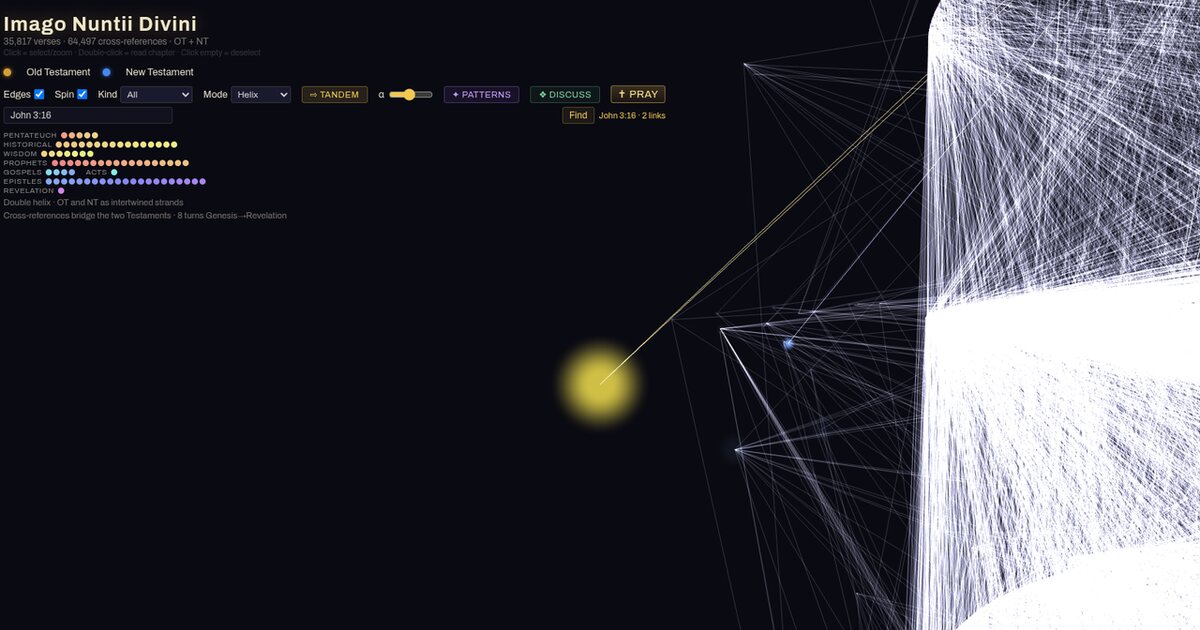 Imago Nuntii Divini
35,817 verses · 64,497 cross-references · OT + NT
Click = select/zoom · Double-click = read chapter · Click empty = deselect
Old Testament New Testament
Edges Spin Kind All Mode Helix ⇨ TANDEM α ✦ PATTERNS ❖ DISCUSS ✝ PRAY
John 3:16 Find John 3:16 · 2 links
PENTATEUCH
HISTORICAL
WISDOM
PROPHETS
GOSPELS ACTS
EPISTLES
REVELATION
Double helix · OT and NT as intertwined strands
Cross-references bridge the two Testaments · 8 turns Genesis→Revelation